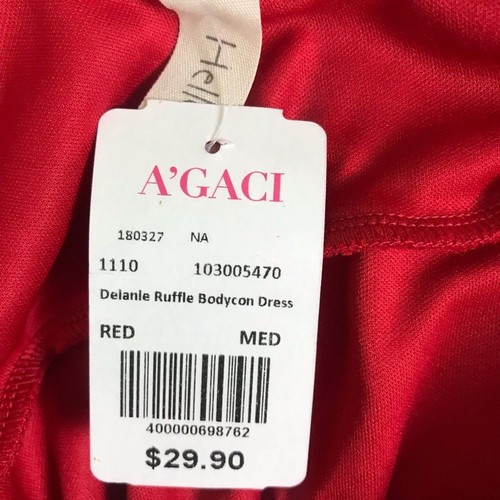 A'GACI
180327 NA
1110 103005470
Delanie Ruffle Bodycon Dress
RED MED
400000698762
$29.90